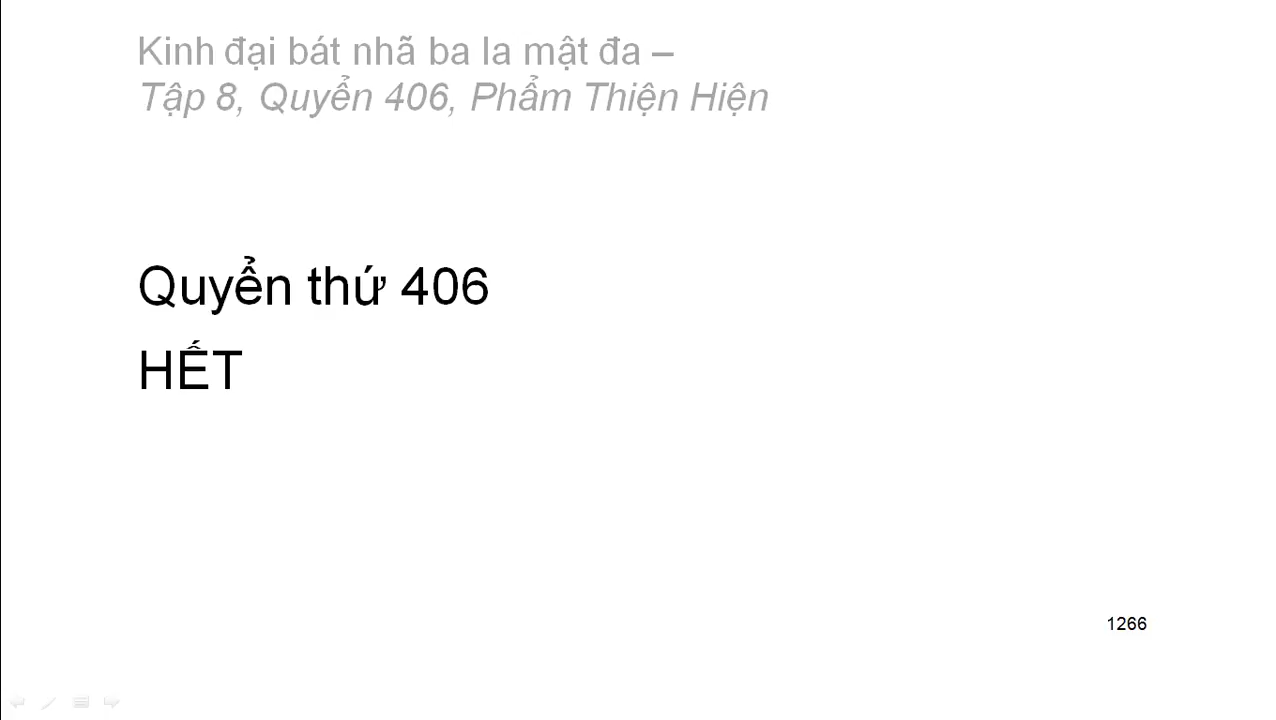 Kinh đại bát nhã ba la mật đa –
Tập 8, Quyển 406, Phẩm Thiện Hiện
Quyển thứ 406
HẾT
1266